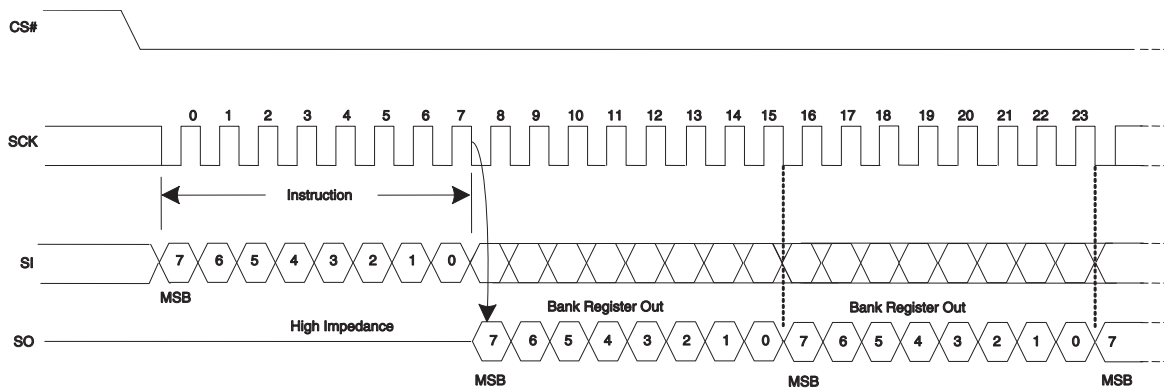 CS#
0 1 2 3 4 5 6 7 8 9 10 11 12 13 14 15 16 17 18 19 20 21 22 23
SCK
Instruction
SI 7 6 5 4 3 2 1 0
MSB
Bank Register Out Bank Register Out
High Impedance
SO 7 6 5 4 3 2 1 0 7 6 5 4 3 2 1 0 7
MSB MSB MSB